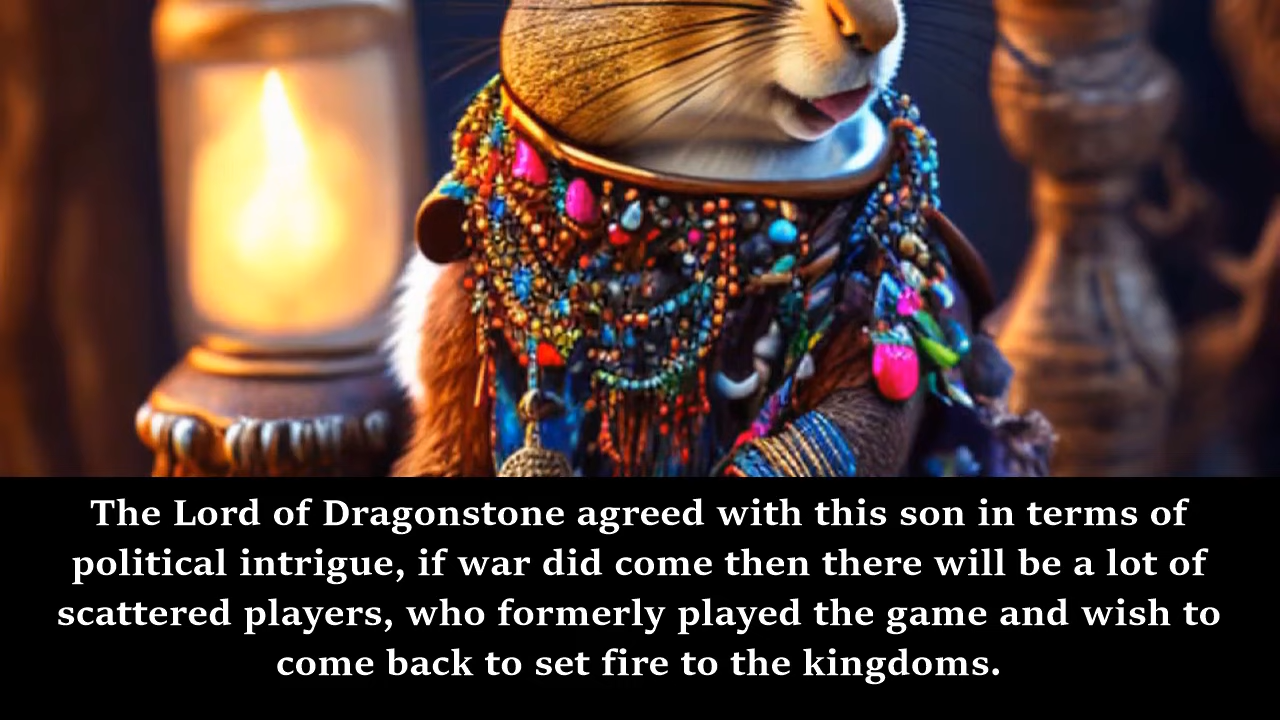 The Lord of Dragonstone agreed with this son in terms of
political intrigue, if war did come then there will be a lot of
scattered players, who formerly played the game and wish to
come back to set fire to the kingdoms.